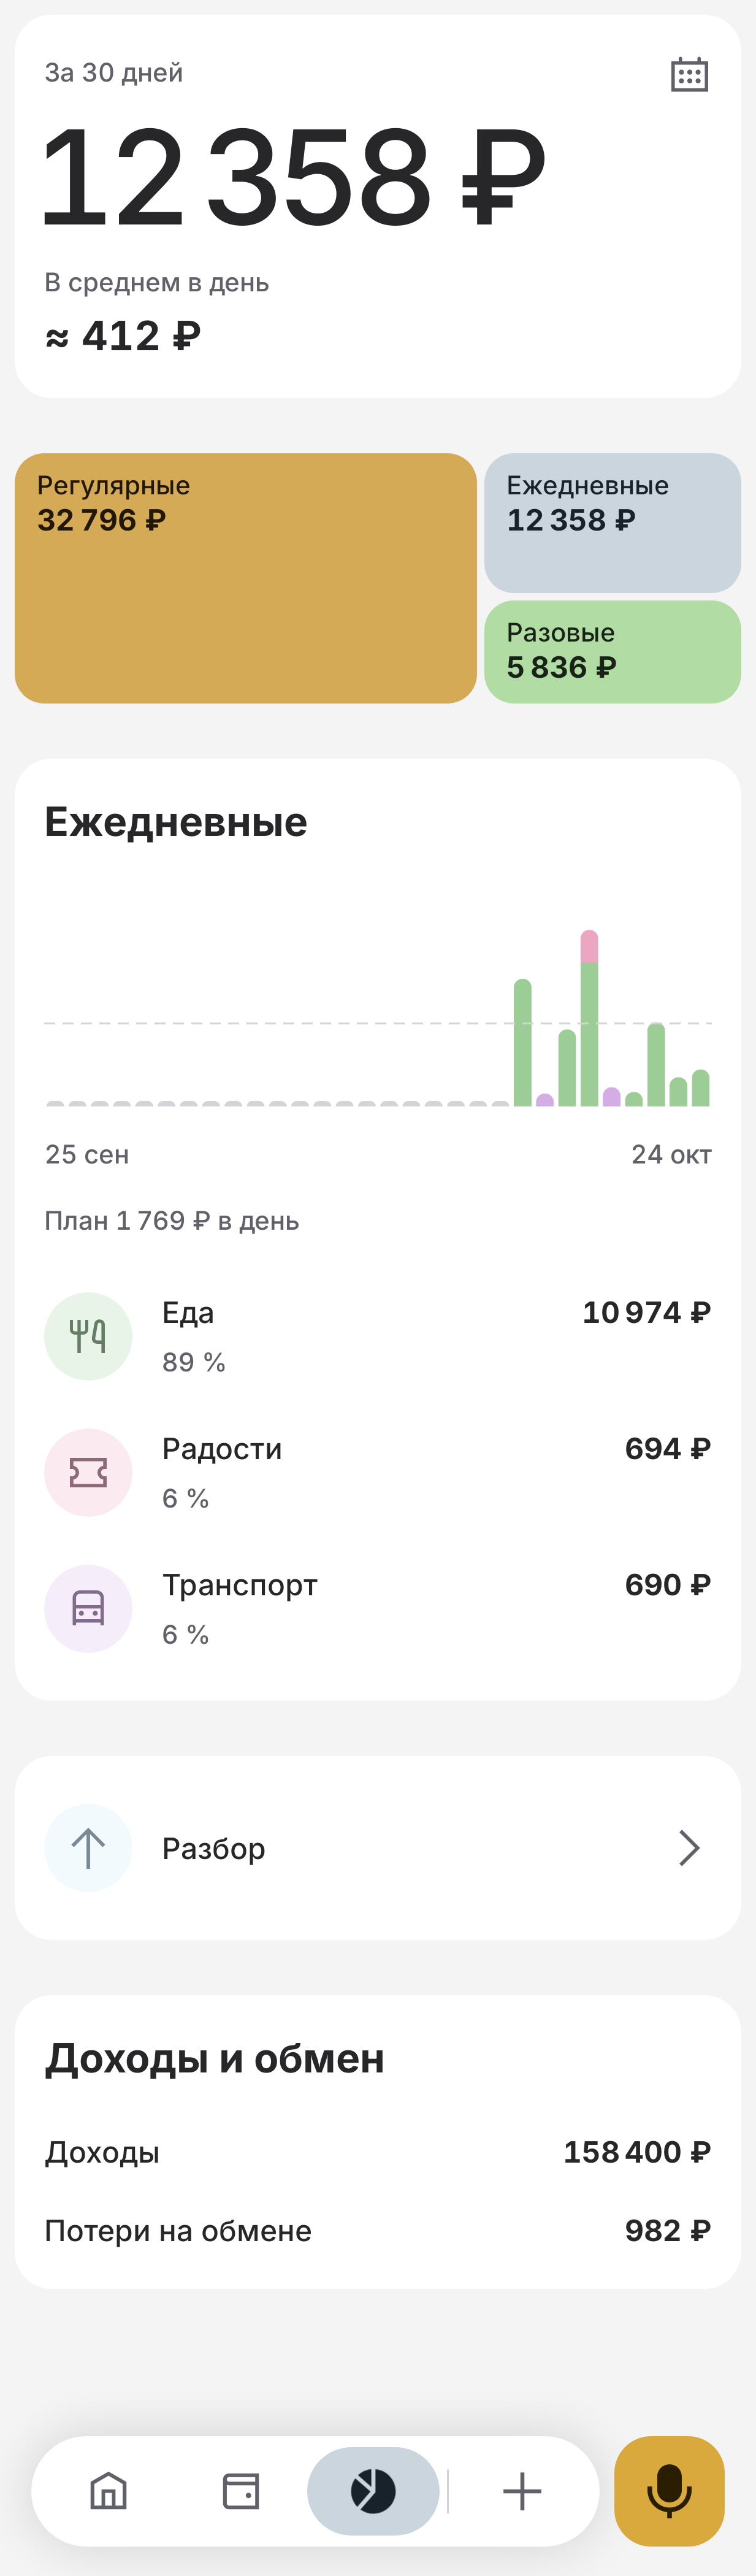 За 30 дней
12 358 ₽
В среднем в день
≈ 412 ₽
Регулярные
32 796 ₽
Ежедневные
12 358 ₽
Разовые
5 836 ₽
Ежедневные
25 сен
24 окт
План 1 769 ₽ в день
Еда
10 974 ₽
89 %
Радости
694 ₽
6 %
Транспорт
690 ₽
6 %
Разбор
Доходы и обмен
Доходы
158 400 ₽
Потери на обмене
982 ₽